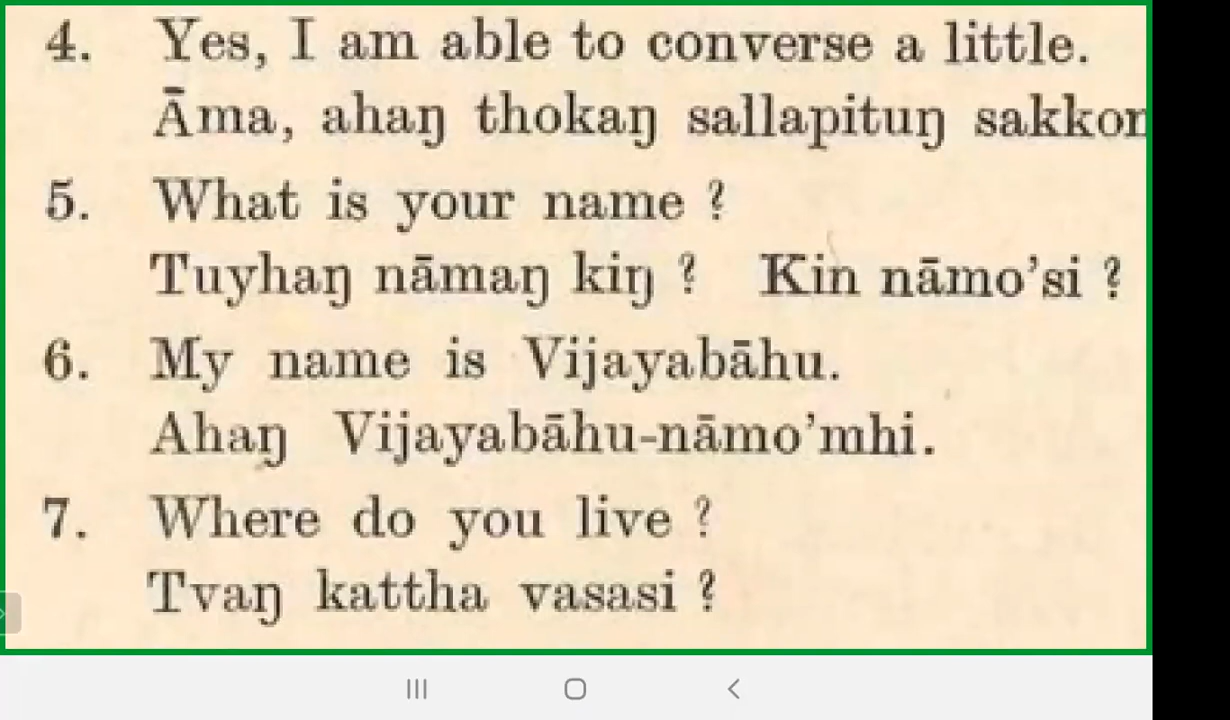 4. Yes, I am able to converse a little.
Āma, ahaŋ thokaŋ sallapituŋ
5. What is your name ?
Tuyhaŋ nāmaŋ kiŋ ? Kin nāmo’si ?
6. My name is Vijayabāhu.
Ahaŋ Vijayabāhu-nāmo’mhi.
7. Where do you live ?
Tvaŋ kattha vasasi ?